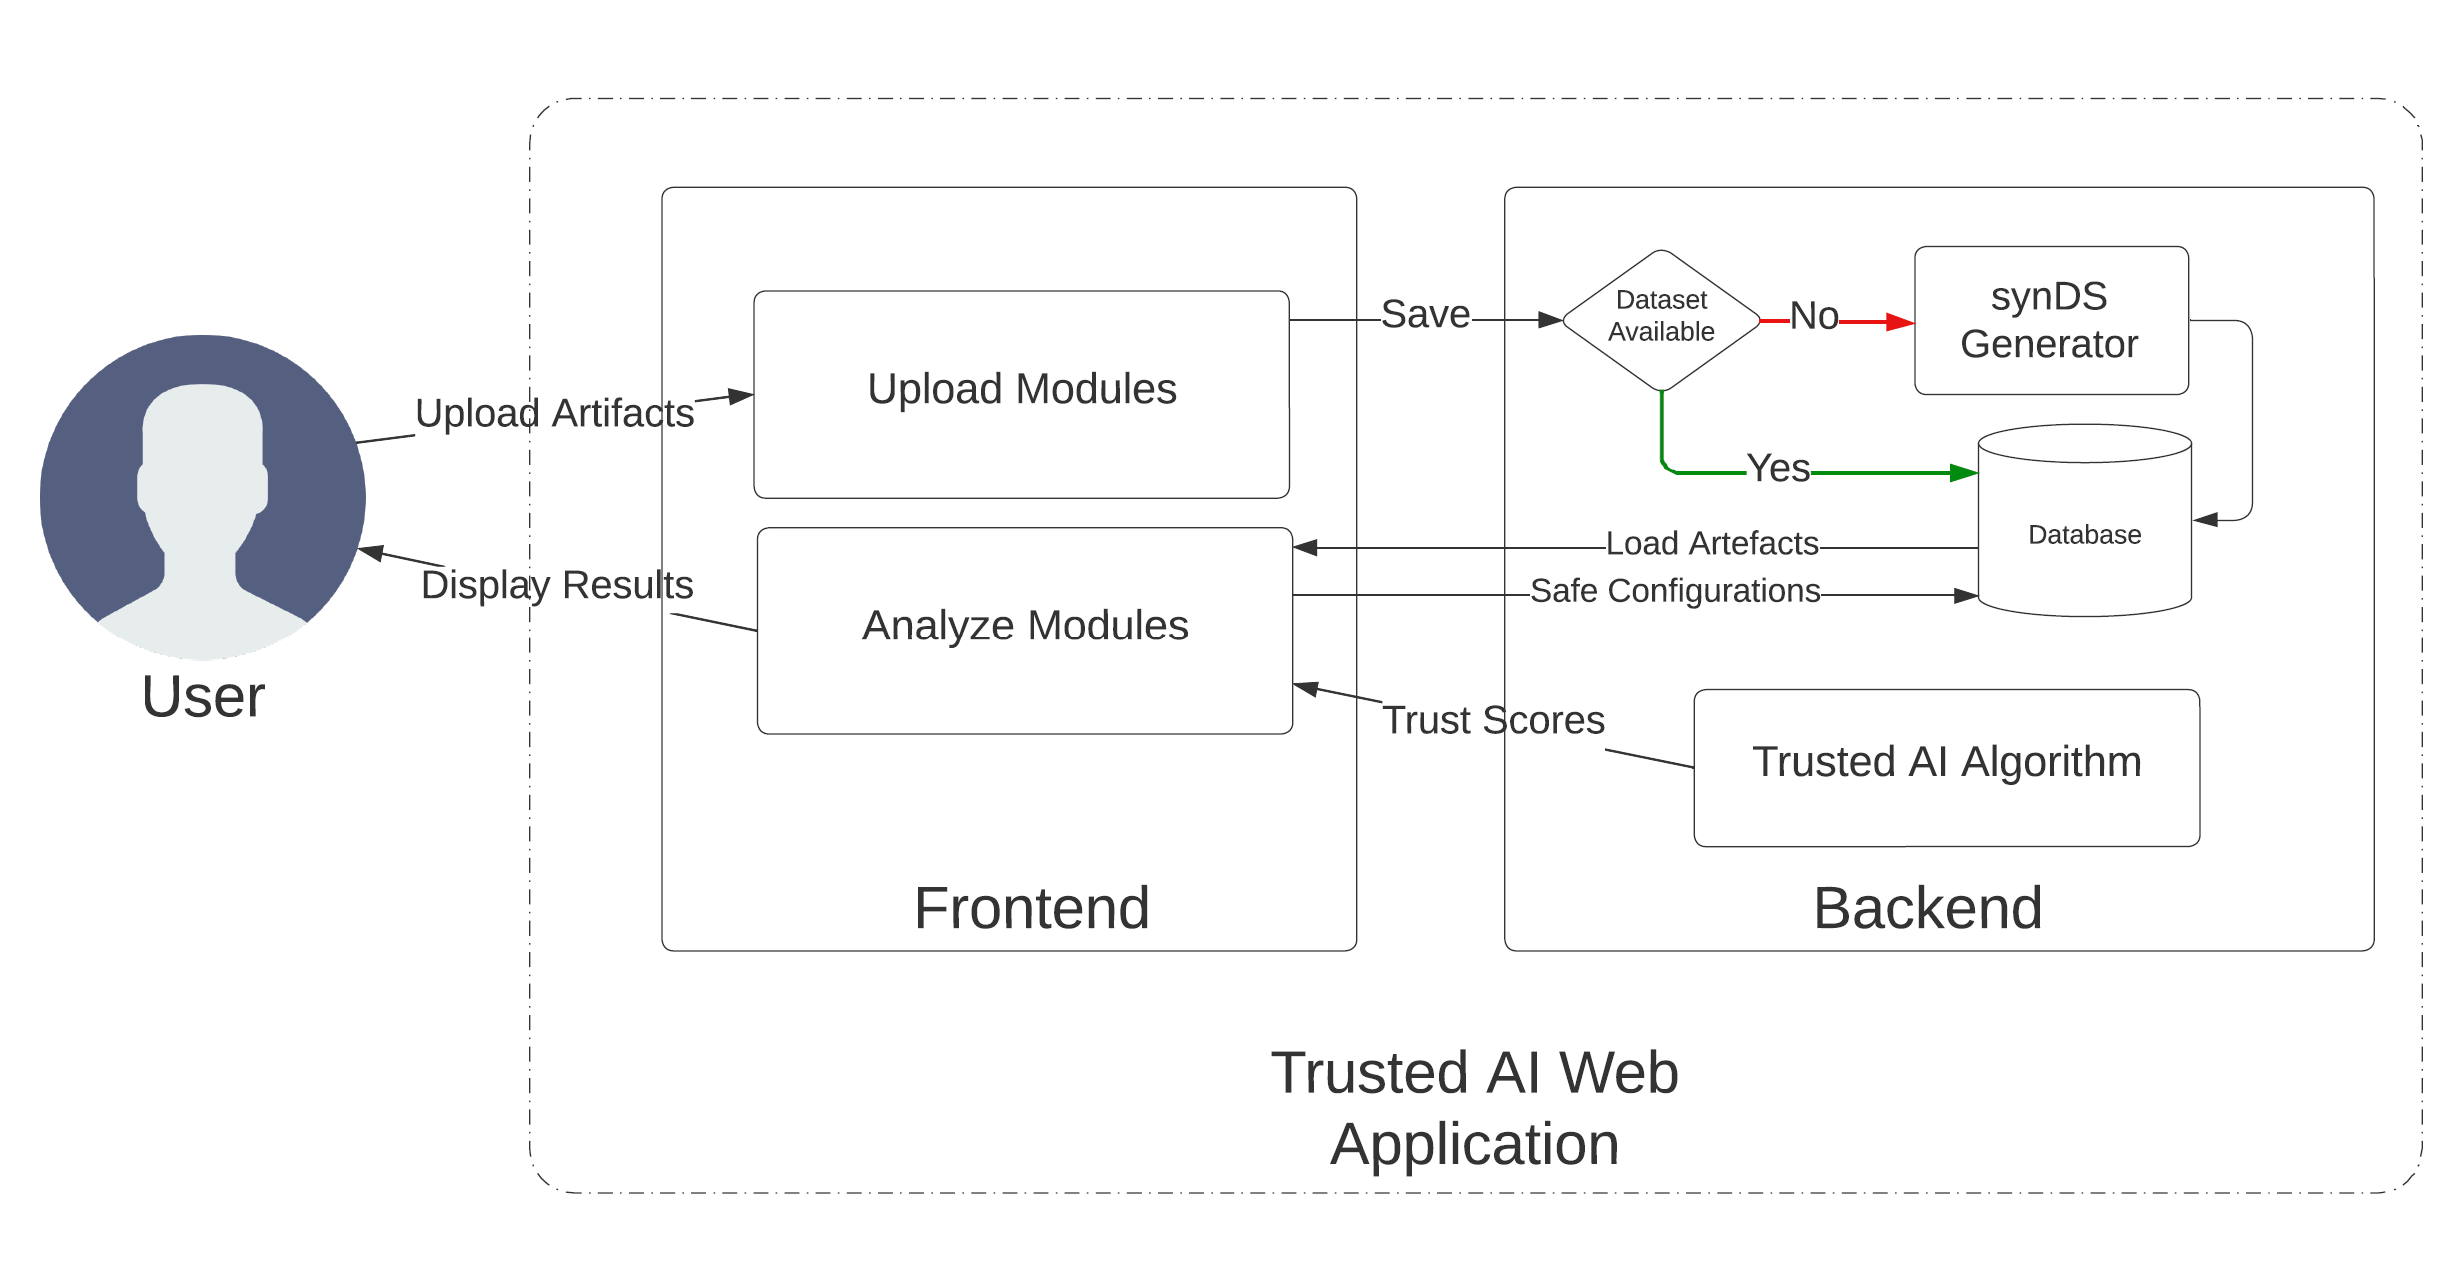 Upload Artifacts
Display Results
User
Upload Modules
Analyze Modules
Frontend
Save
Dataset
Available
No
synDS
Generator
Yes
Database
Load Artefacts
Safe Configurations
Trust Scores
Trusted AI Algorithm
Backend
Trusted AI Web
Application